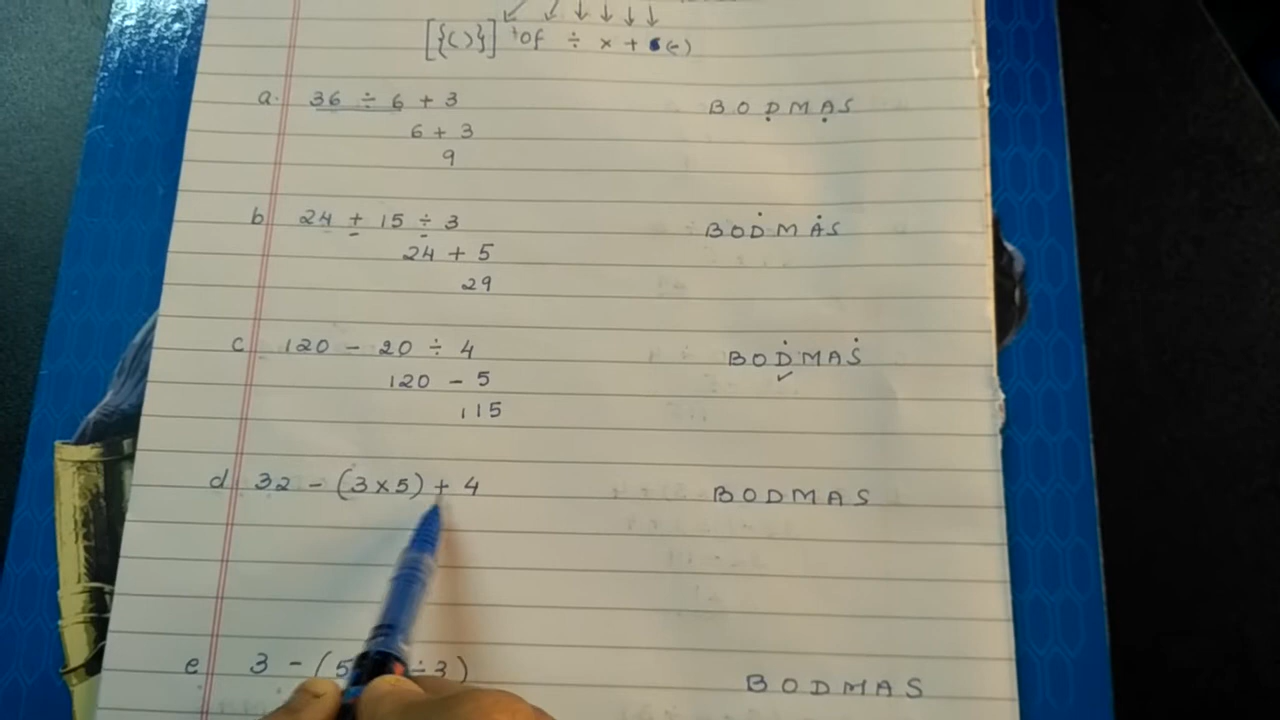 [{()}] of ÷ × + (-)
a. 36 ÷ 6 + 3 BODMAS
6 + 3
9
b 24 + 15 ÷ 3 BODMAS
24 + 5
29
c 120 - 20 ÷ 4 BODMAS
120 - 5
115
d 32 - (3×5) + 4 BODMAS
e 3 - (5 ÷3) BODMAS